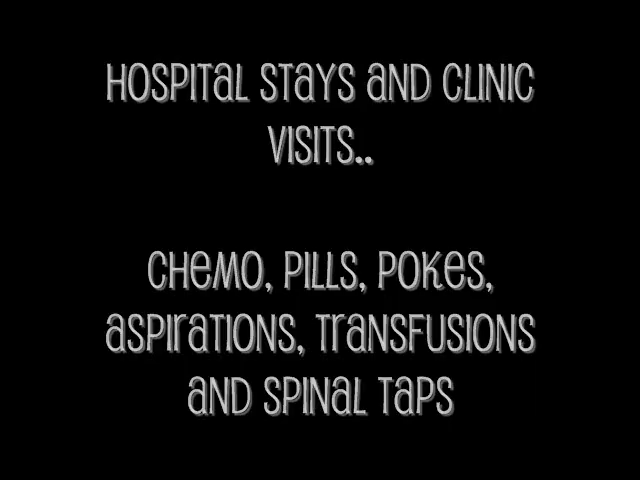 HOSPITAL STAYS AND CLINIC
VISITS..
CHEMO, PILLS, POKES,
ASPIRATIONS, TRANSFUSIONS
AND SPINAL TAPS